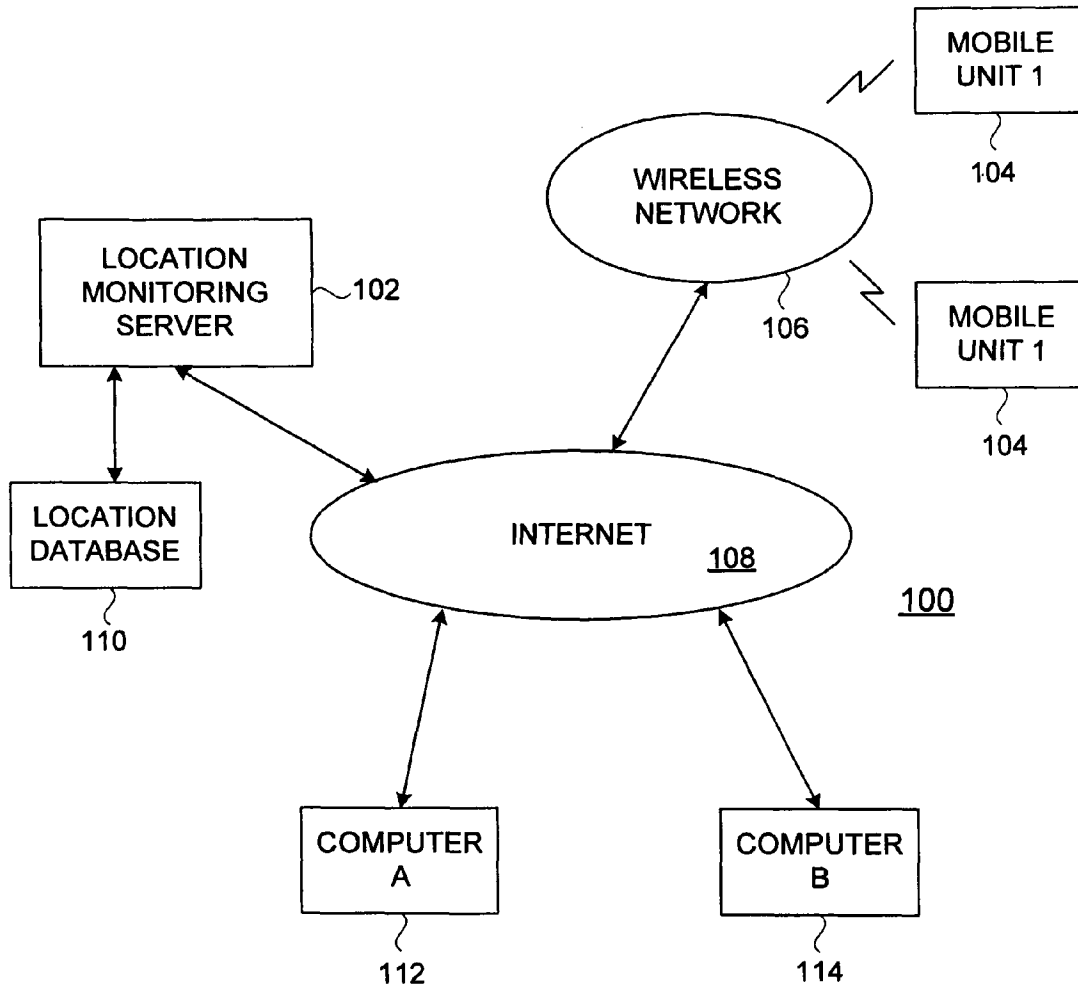 MOBILE
UNIT 1
104
WIRELESS
NETWORK
106
LOCATION
MONITORING
SERVER
102
MOBILE
UNIT 1
104
LOCATION
DATABASE
110
INTERNET
108
100
COMPUTER
A
112
COMPUTER
B
114